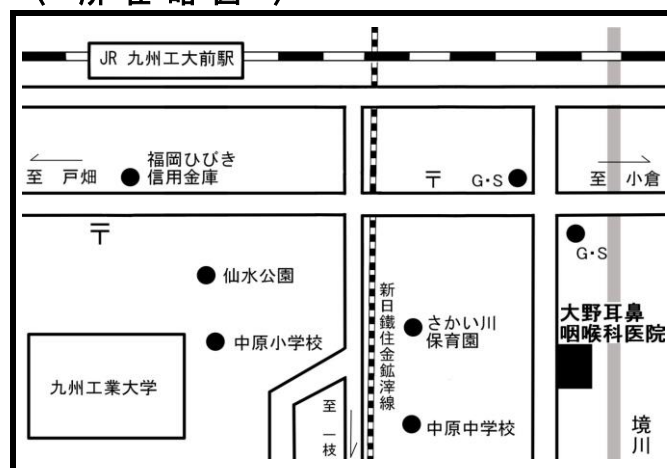 (所在略図)
JR 九州工大前駅
至 戸畑
福岡ひびき
信用金庫
〒
G・S
至 小倉
〒
G・S
仙水公園
新日鐵住金鉱滓線
さかい川
保育園
大野耳鼻
咽喉科医院
中原小学校
九州工業大学
至 一枝
中原中学校
境川